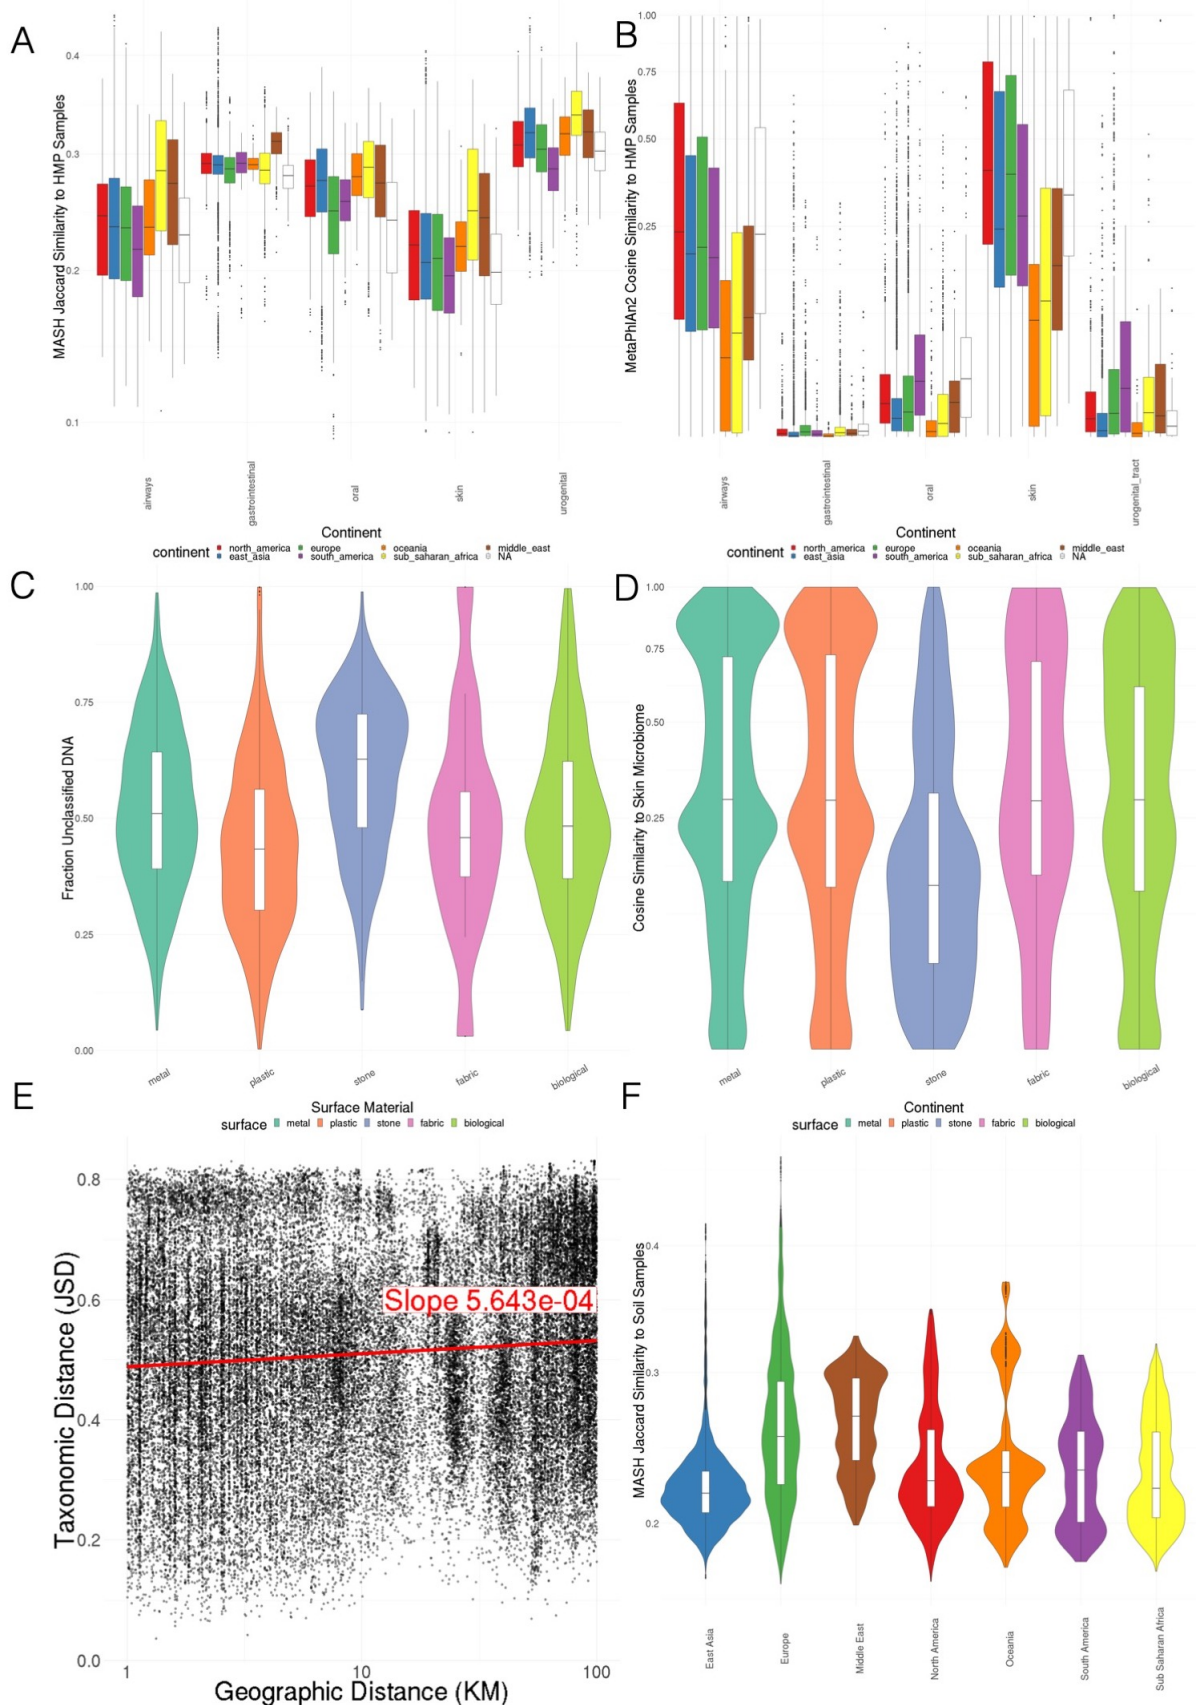 A
MASH Jaccard Similarity to HMP Samples
0.4
0.3
0.2
0.1
airways
gastrointestinal
oral
skin
urogenital
Continent
continent north_america europe oceania middle_east
east_asia south_america sub_saharan_africa NA
B
MetaPhlAn2 Cosine Similarity to HMP Samples
1.00
0.75
0.50
0.25
airways
gastrointestinal
oral
skin
urogenital_tract
Continent
continent north_america europe oceania middle_east
east_asia south_america sub_saharan_africa NA
C
Fraction Unclassified DNA
1.00
0.75
0.50
0.25
0.00
metal
plastic
stone
fabric
biological
Surface Material
surface metal plastic stone fabric biological
D
Cosine Similarity to Skin Microbiome
1.00
0.75
0.50
0.25
metal
plastic
stone
fabric
biological
Continent
surface metal plastic stone fabric biological
E
Taxonomic Distance (JSD)
0.8
0.6
0.4
0.2
0.0
Slope 5.643e-04
1
10
100
Geographic Distance (KM)
F
MASH Jaccard Similarity to Soil Samples
0.4
0.3
0.2
East Asia
Europe
Middle East
North America
Oceania
South America
Sub Saharan Africa